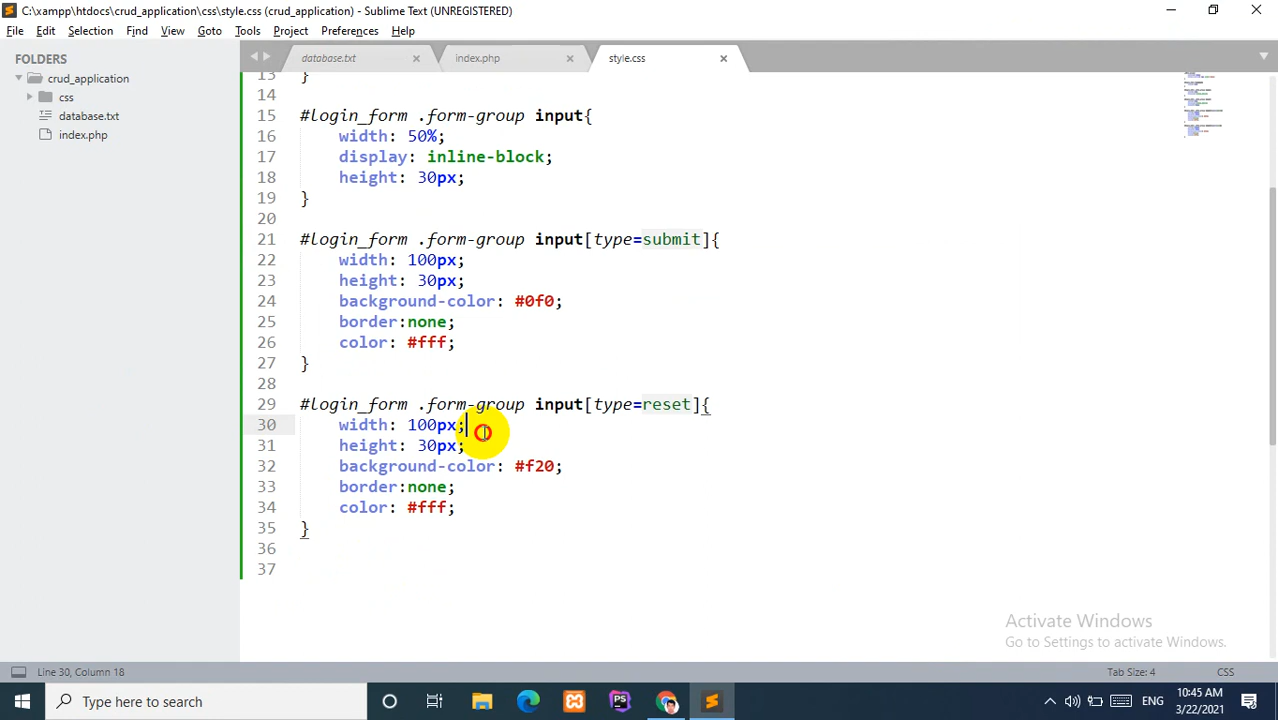 C:\xampp\htdocs\crud_application\css\style.css (crud_application) - Sublime Text (UNREGISTERED)
File Edit Selection Find View Goto Tools Project Preferences Help
FOLDERS
crud_application
css
database.txt
index.php
database.txt index.php style.css
13 }
14
15 #login_form .form-group input{
16 width: 50%;
17 display: inline-block;
18 height: 30px;
19 }
20
21 #login_form .form-group input[type=submit]{
22 width: 100px;
23 height: 30px;
24 background-color: #0f0;
25 border:none;
26 color: #fff;
27 }
28
29 #login_form .form-group input[type=reset]{
30 width: 100px;
31 height: 30px;
32 background-color: #f20;
33 border:none;
34 color: #fff;
35 }
36
37
Activate Windows
Go to Settings to activate Windows.
Line 30, Column 18 Tab Size: 4 CSS
Type here to search
PS
ENG
10:45 AM
3/22/2021